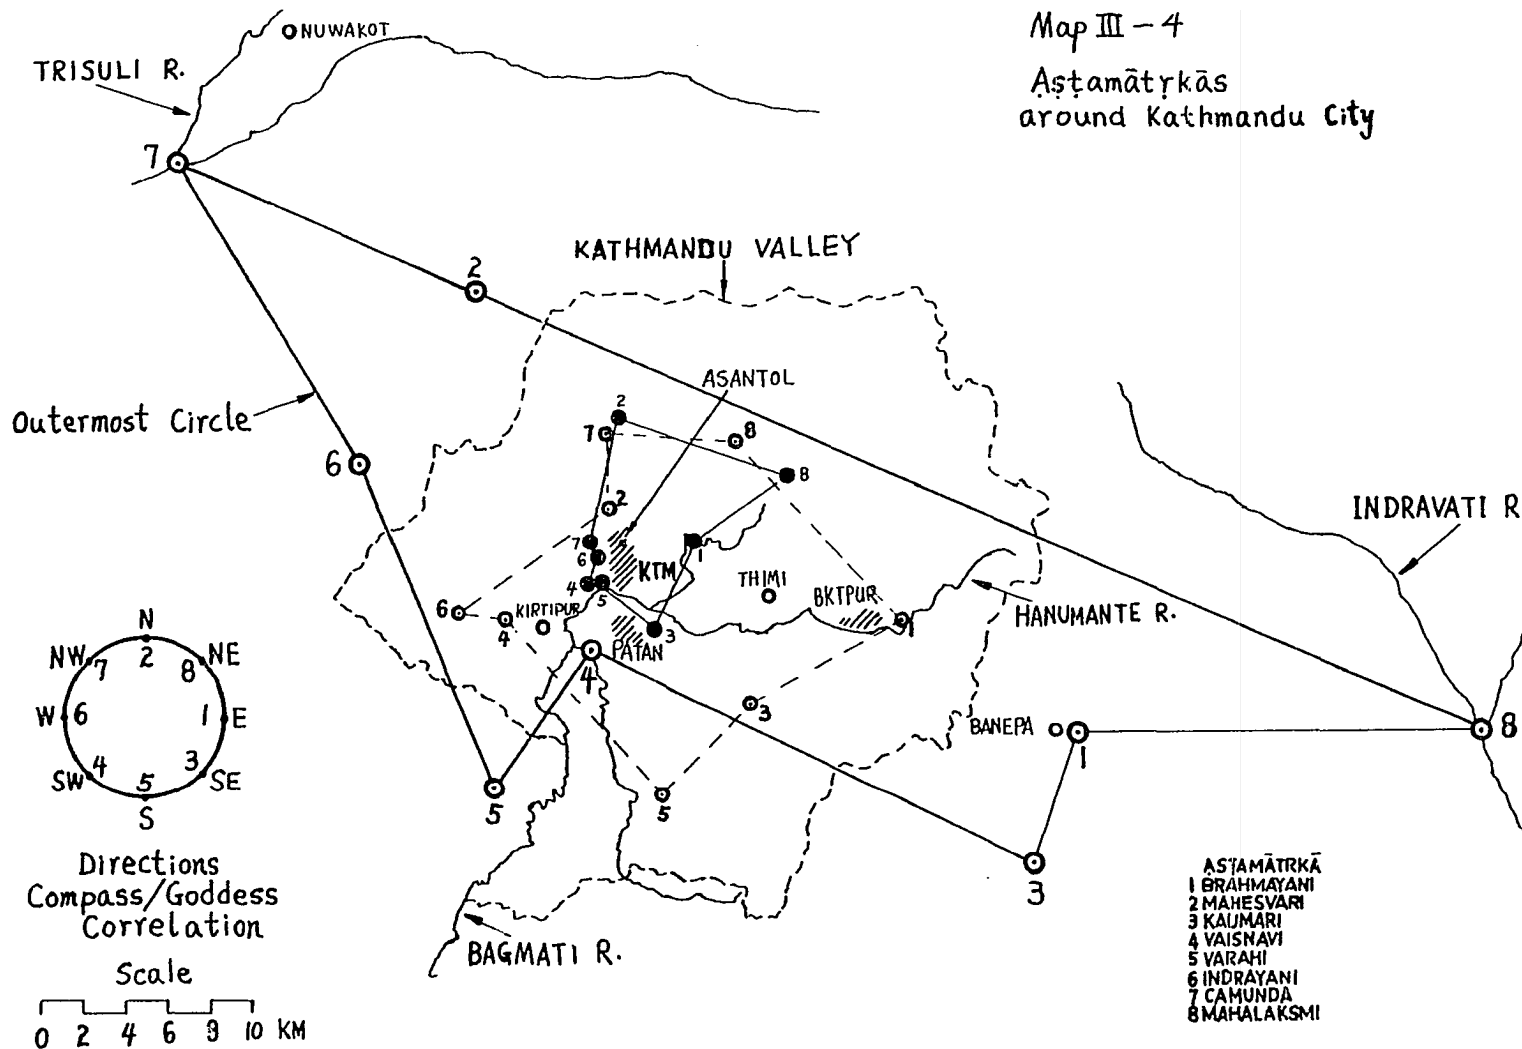 Map III - 4
Aṣṭamātṛkās
around Kathmandu City
NUWAKOT
TRISULI R.
7
2
KATHMANDU VALLEY
Outermost Circle
ASANTOL
2
7
8
6
8
2
INDRAVATI R
7
1
6
KTM
THIMI
4
5
BKTPUR
HANUMANTE R.
6
KIRTIPUR
4
1
3
PATAN
4
3
BANEPA
1
8
5
5
3
N
NW
NE
2
7
8
W
6
1
E
4
3
SW
5
SE
S
Directions
Compass/Goddess
Correlation
BAGMATI R.
Scale
0 2 4 6 8 10 KM
AṢṬAMĀTṚKĀ
1 BRAHMAYANI
2 MAHESVARI
3 KAUMARI
4 VAISNAVI
5 VARAHI
6 INDRAYANI
7 CAMUNDA
8 MAHALAKSMI